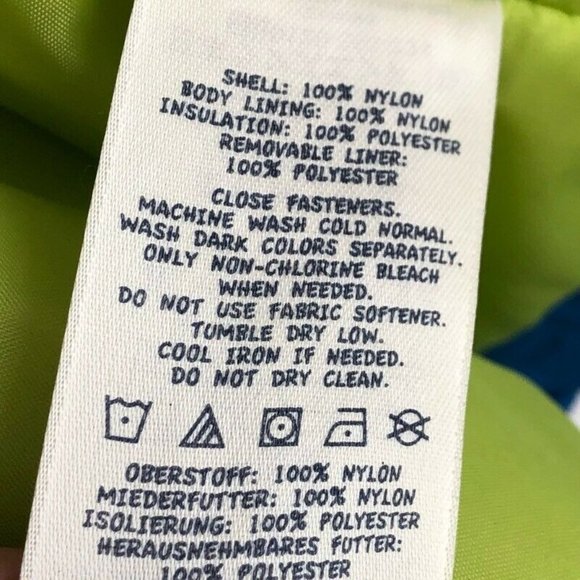 SHELL: 100% NYLON
BODY LINING: 100% NYLON
INSULATION: 100% POLYESTER
REMOVABLE LINER:
100% POLYESTER
CLOSE FASTENERS.
MACHINE WASH COLD NORMAL.
WASH DARK COLORS SEPARATELY.
ONLY NON-CHLORINE BLEACH
WHEN NEEDED.
DO NOT USE FABRIC SOFTENER.
TUMBLE DRY LOW.
COOL IRON IF NEEDED.
DO NOT DRY CLEAN.
OBERSTOFF: 100% NYLON
MIEDERFUTTER: 100% NYLON
ISOLIERUNG: 100% POLYESTER
HERAUSNEHMBARES FUTTER:
100% POLYESTER